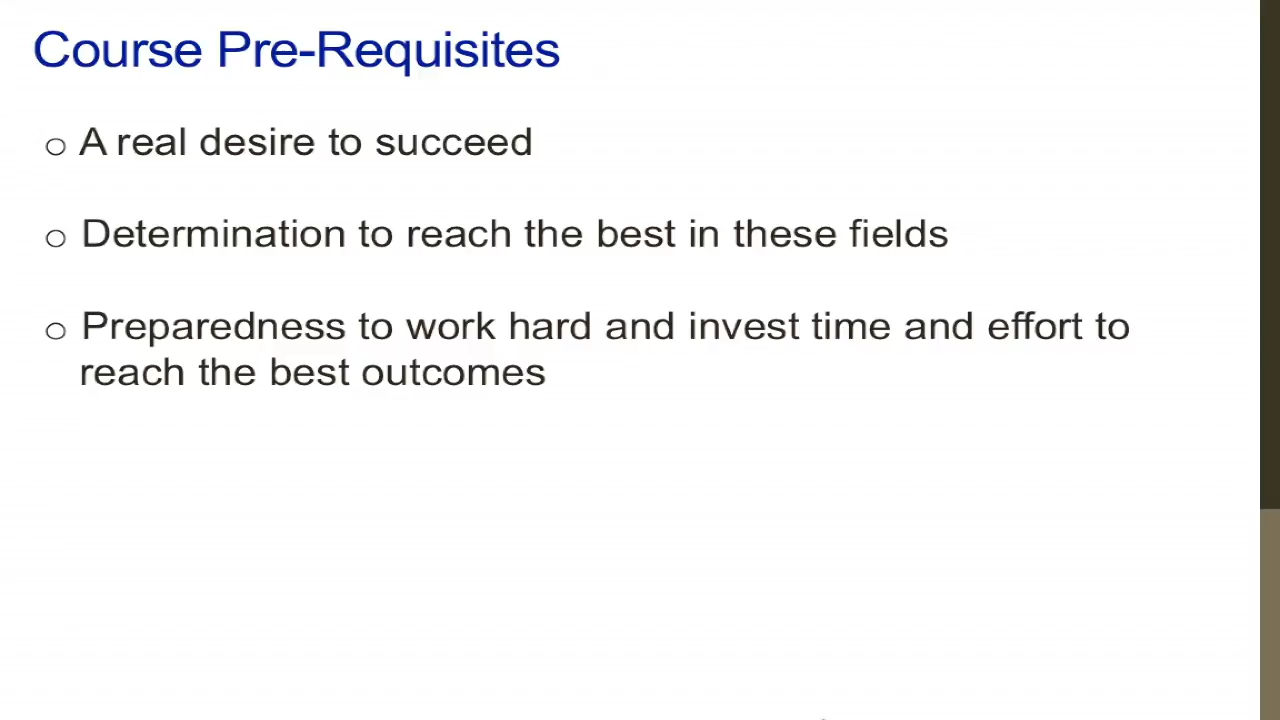 Course Pre-Requisites
o A real desire to succeed
o Determination to reach the best in these fields
o Preparedness to work hard and invest time and effort to
reach the best outcomes